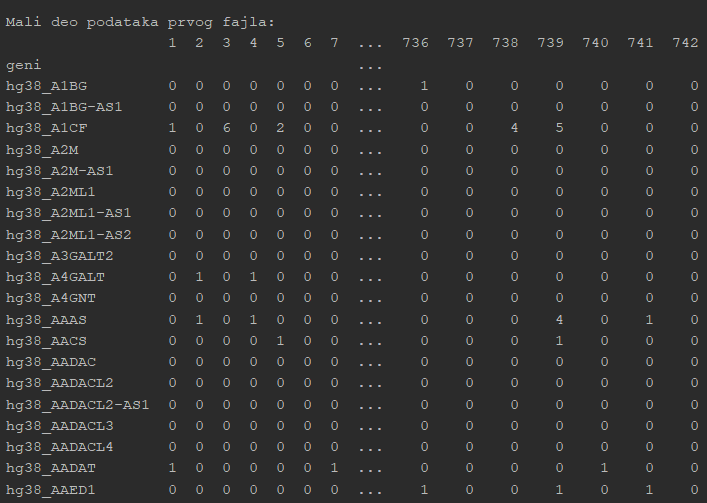 Mali deo podataka prvog fajla:
1 2 3 4 5 6 7 ... 736 737 738 739 740 741 742
geni ...
hg38_A1BG 0 0 0 0 0 0 0 ... 1 0 0 0 0 0 0
hg38_A1BG-AS1 0 0 0 0 0 0 0 ... 0 0 0 0 0 0 0
hg38_A1CF 1 0 6 0 2 0 0 ... 0 0 4 5 0 0 0
hg38_A2M 0 0 0 0 0 0 0 ... 0 0 0 0 0 0 0
hg38_A2M-AS1 0 0 0 0 0 0 0 ... 0 0 0 0 0 0 0
hg38_A2ML1 0 0 0 0 0 0 0 ... 0 0 0 0 0 0 0
hg38_A2ML1-AS1 0 0 0 0 0 0 0 ... 0 0 0 0 0 0 0
hg38_A2ML1-AS2 0 0 0 0 0 0 0 ... 0 0 0 0 0 0 0
hg38_A3GALT2 0 0 0 0 0 0 0 ... 0 0 0 0 0 0 0
hg38_A4GALT 0 1 0 1 0 0 0 ... 0 0 0 0 0 0 0
hg38_A4GNT 0 0 0 0 0 0 0 ... 0 0 0 0 0 0 0
hg38_AAAS 0 1 0 1 0 0 0 ... 0 0 0 4 0 1 0
hg38_AACS 0 0 0 0 1 0 0 ... 0 0 0 1 0 0 0
hg38_AADAC 0 0 0 0 0 0 0 ... 0 0 0 0 0 0 0
hg38_AADACL2 0 0 0 0 0 0 0 ... 0 0 0 0 0 0 0
hg38_AADACL2-AS1 0 0 0 0 0 0 0 ... 0 0 0 0 0 0 0
hg38_AADACL3 0 0 0 0 0 0 0 ... 0 0 0 0 0 0 0
hg38_AADACL4 0 0 0 0 0 0 0 ... 0 0 0 0 0 0 0
hg38_AADAT 1 0 0 0 0 0 1 ... 0 0 0 0 1 0 0
hg38_AAED1 0 0 0 0 0 0 0 ... 1 0 0 1 0 1 0